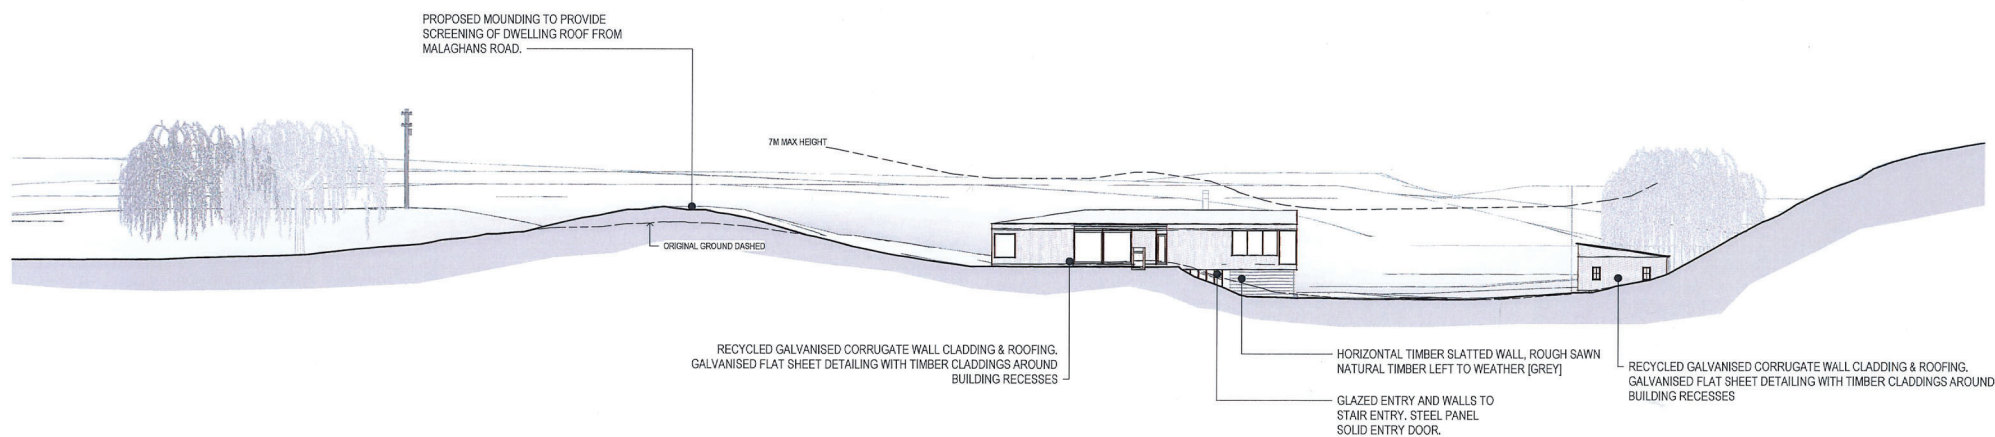 PROPOSED MOUNDING TO PROVIDE
SCREENING OF DWELLING ROOF FROM
MALAGHANS ROAD.
7M MAX HEIGHT
ORIGINAL GROUND DASHED
RECYCLED GALVANISED CORRUGATE WALL CLADDING & ROOFING.
GALVANISED FLAT SHEET DETAILING WITH TIMBER CLADDINGS AROUND
BUILDING RECESSES
HORIZONTAL TIMBER SLATTED WALL, ROUGH SAWN
NATURAL TIMBER LEFT TO WEATHER [GREY]
GLAZED ENTRY AND WALLS TO
STAIR ENTRY. STEEL PANEL
SOLID ENTRY DOOR.
RECYCLED GALVANISED CORRUGATE WALL CLADDING & ROOFING.
GALVANISED FLAT SHEET DETAILING WITH TIMBER CLADDINGS AROUND
BUILDING RECESSES